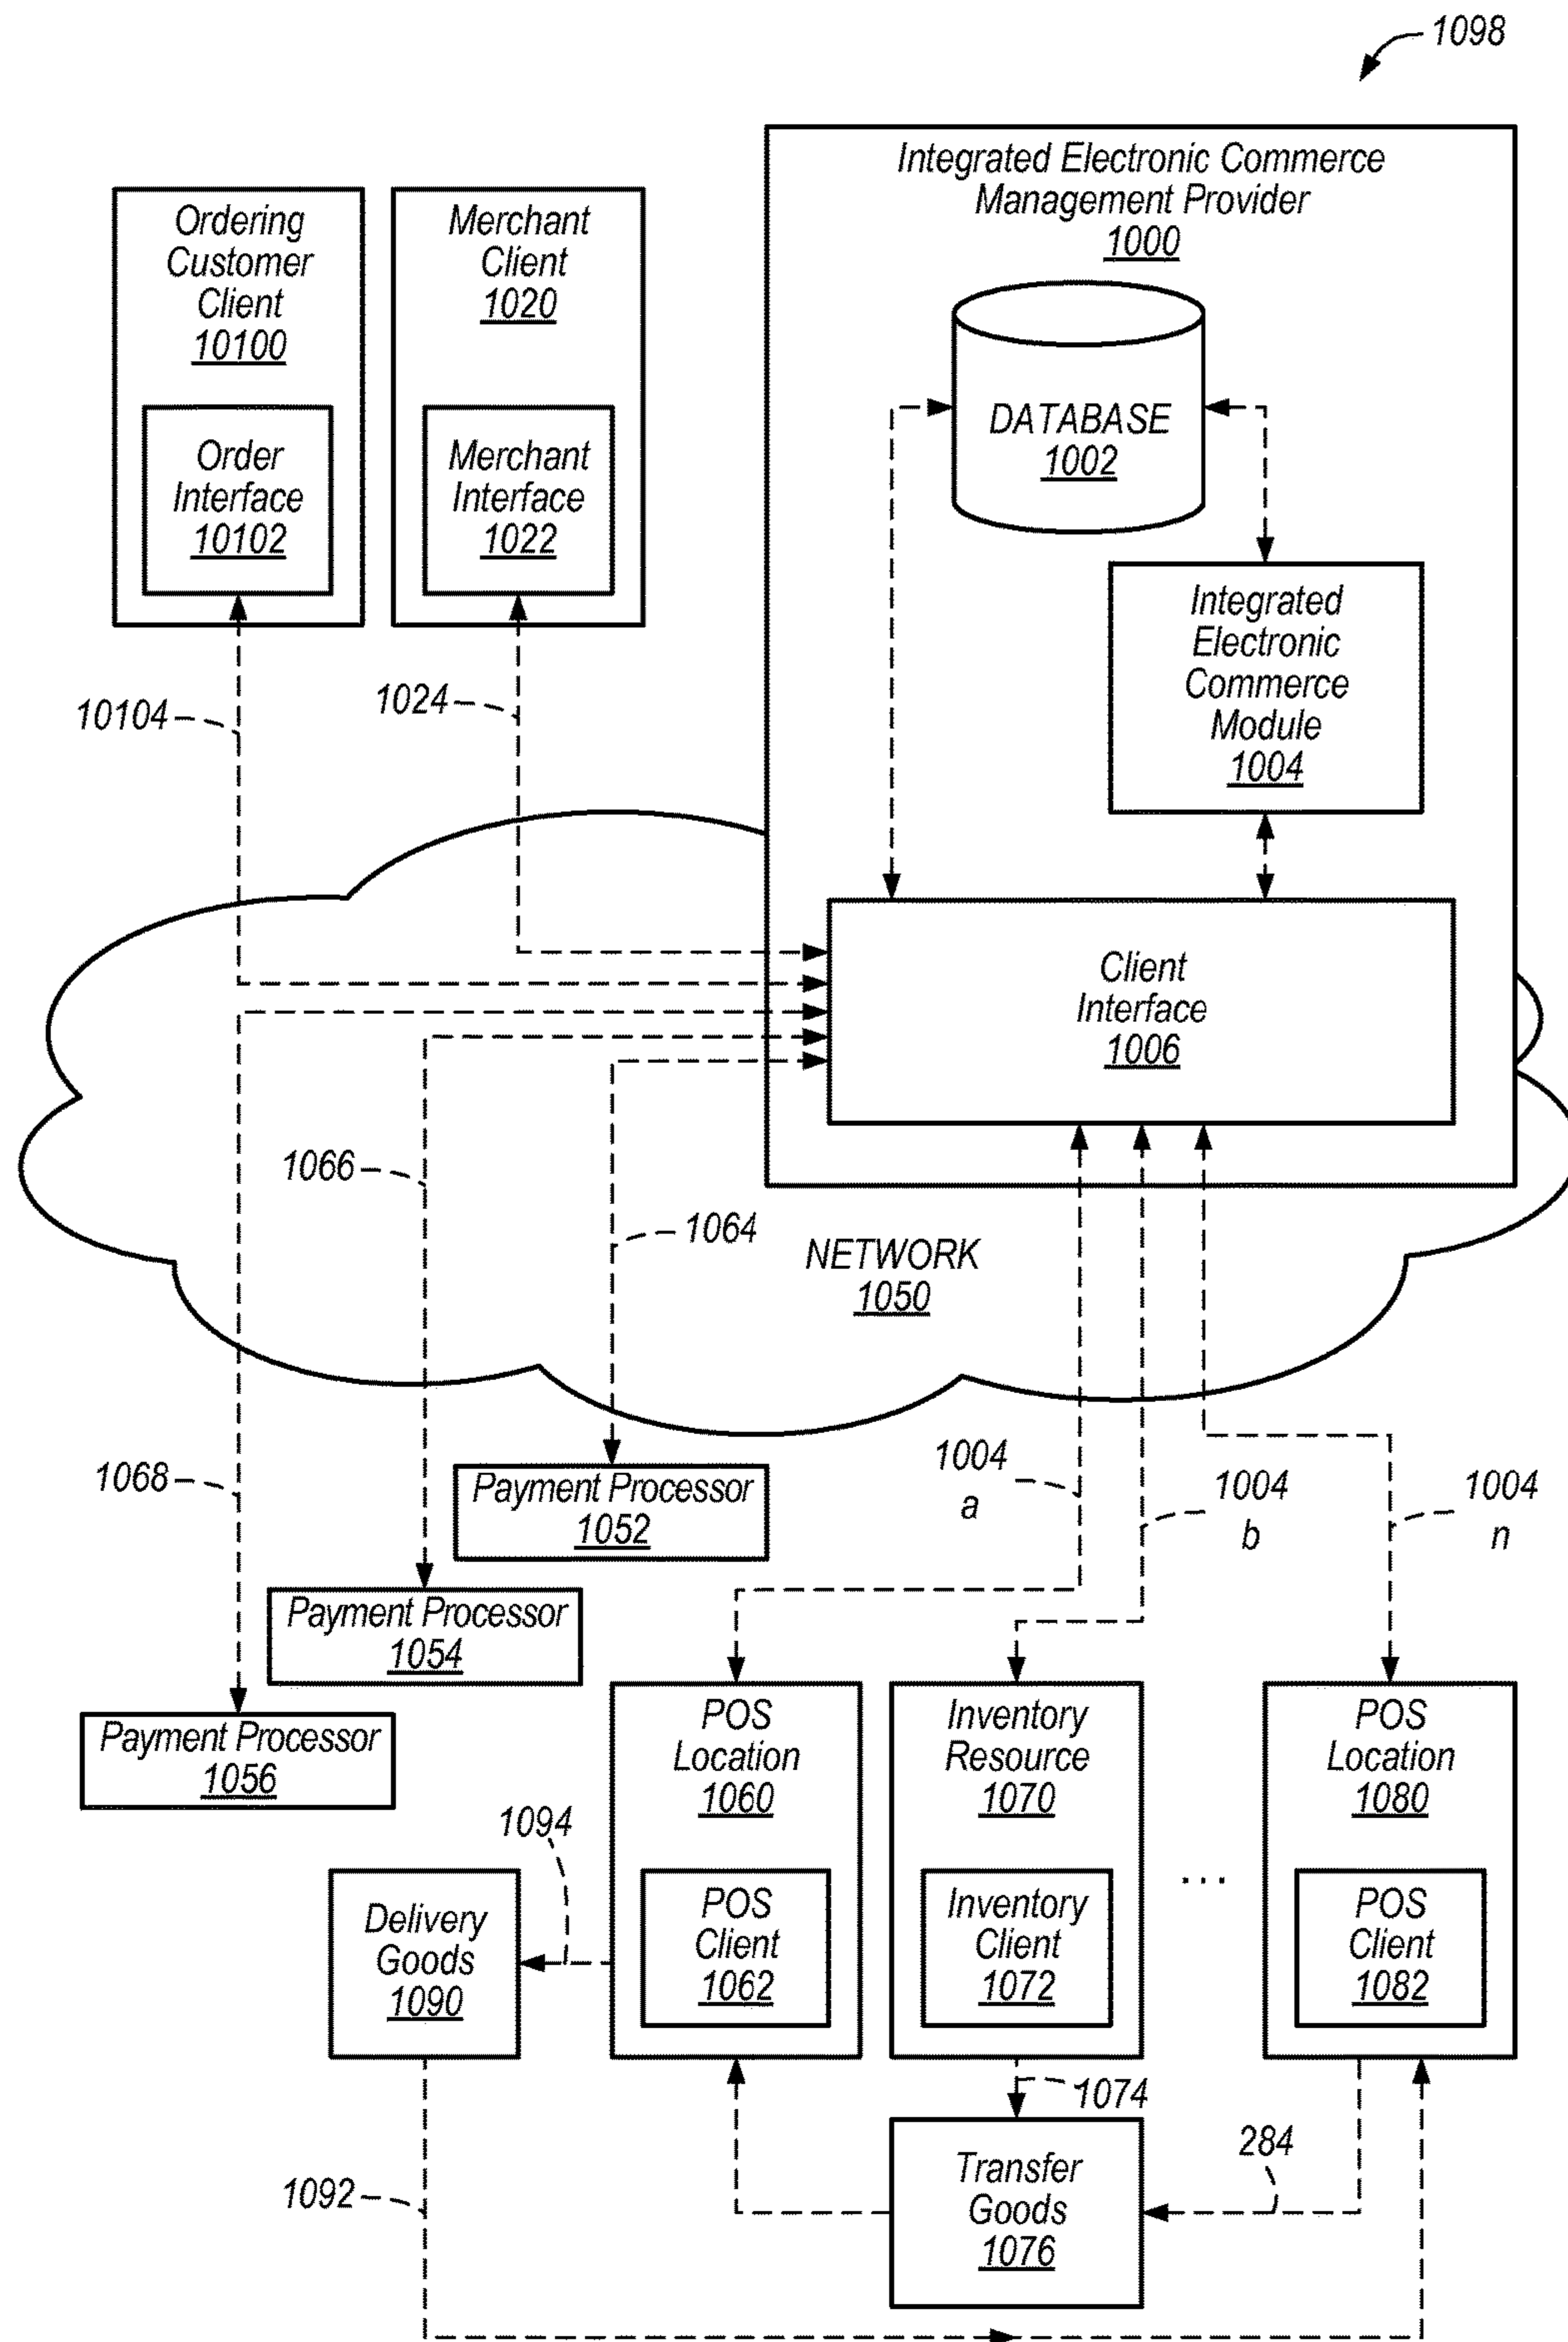 1098
Integrated Electronic Commerce
Management Provider
1000
Ordering
Customer
Client
10100
Merchant
Client
1020
DATABASE
1002
Order
Interface
10102
Merchant
Interface
1022
Integrated
Electronic
Commerce
Module
1004
10104
1024
Client
Interface
1006
1066
1064
NETWORK
1050
1068
Payment Processor
1052
1004
a
1004
b
1004
n
Payment Processor
1054
Payment Processor
1056
POS
Location
1060
Inventory
Resource
1070
POS
Location
1080
1094
Delivery
Goods
1090
POS
Client
1062
Inventory
Client
1072
...
POS
Client
1082
1074
284
1092
Transfer
Goods
1076